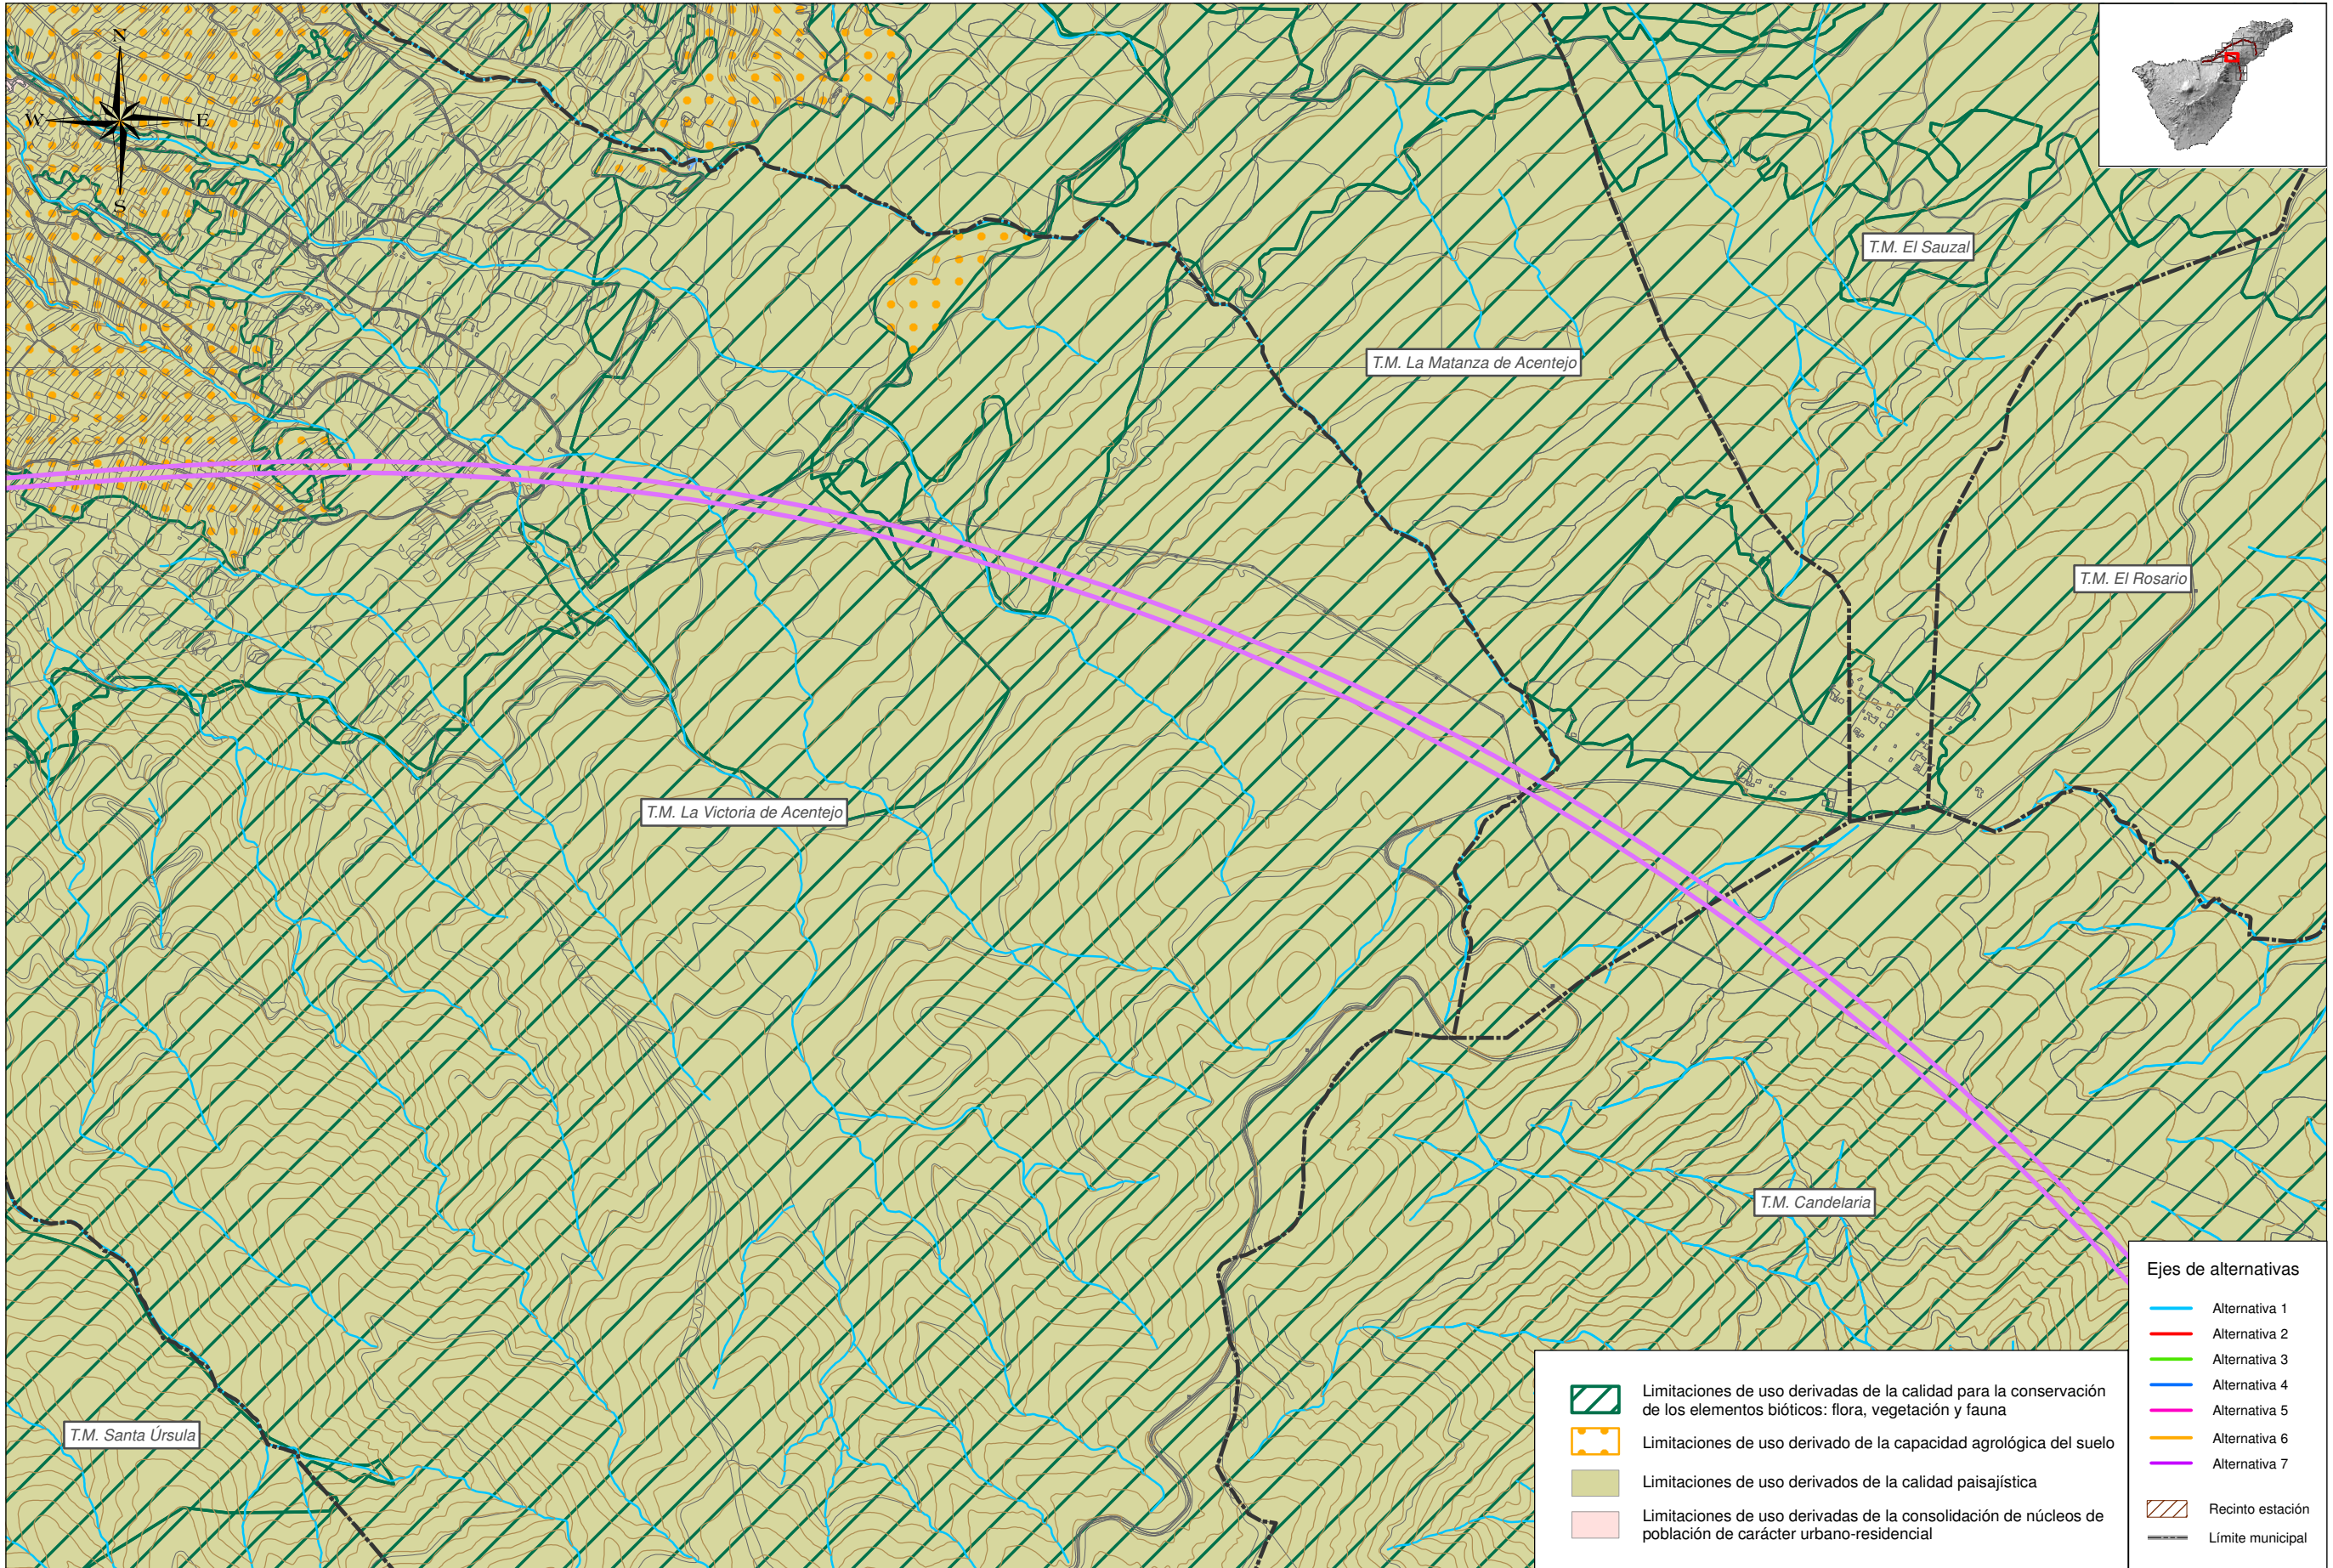 N
W
E
S
T.M. El Sauzal
T.M. La Matanza de Acentejo
T.M. El Rosario
T.M. La Victoria de Acentejo
T.M. Candelaria
T.M. Santa Úrsula
Limitaciones de uso derivadas de la calidad para la conservación
de los elementos bióticos: flora, vegetación y fauna
Limitaciones de uso derivado de la capacidad agrológica del suelo
Limitaciones de uso derivados de la calidad paisajística
Limitaciones de uso derivadas de la consolidación de núcleos de
población de carácter urbano-residencial
Ejes de alternativas
Alternativa 1
Alternativa 2
Alternativa 3
Alternativa 4
Alternativa 5
Alternativa 6
Alternativa 7
Recinto estación
Límite municipal